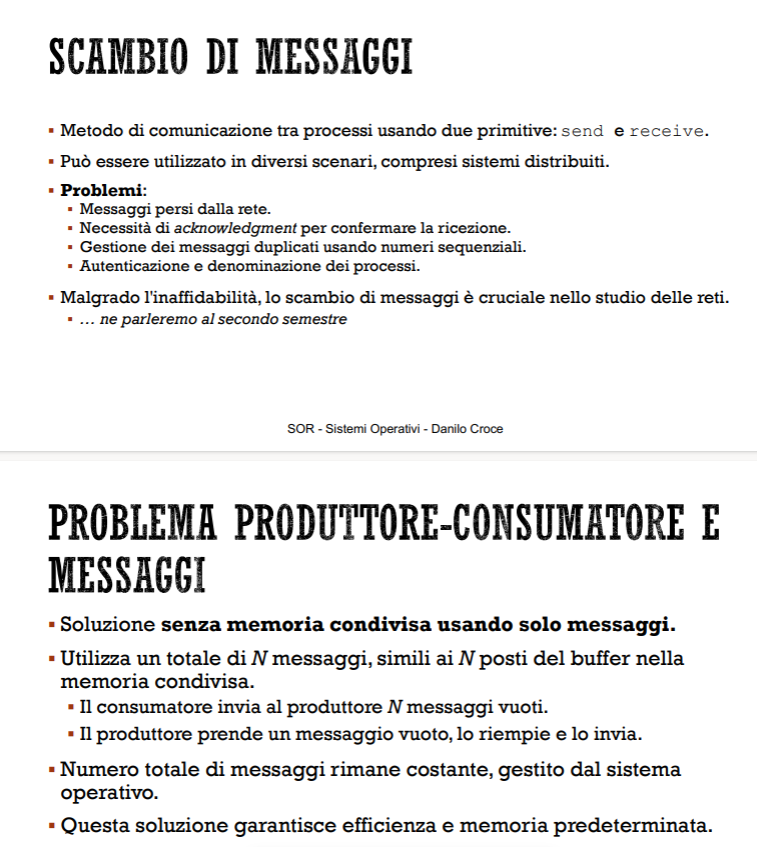 SCAMBIO DI MESSAGGI
▪ Metodo di comunicazione tra processi usando due primitive: send e receive.
▪ Può essere utilizzato in diversi scenari, compresi sistemi distribuiti.
▪ Problemi:
▪ Messaggi persi dalla rete.
▪ Necessità di acknowledgment per confermare la ricezione.
▪ Gestione dei messaggi duplicati usando numeri sequenziali.
▪ Autenticazione e denominazione dei processi.
▪ Malgrado l'inaffidabilità, lo scambio di messaggi è cruciale nello studio delle reti.
▪ … ne parleremo al secondo semestre
SOR - Sistemi Operativi - Danilo Croce
PROBLEMA PRODUTTORE-CONSUMATORE E
MESSAGGI
▪ Soluzione senza memoria condivisa usando solo messaggi.
▪ Utilizza un totale di N messaggi, simili ai N posti del buffer nella
memoria condivisa.
▪ Il consumatore invia al produttore N messaggi vuoti.
▪ Il produttore prende un messaggio vuoto, lo riempie e lo invia.
▪ Numero totale di messaggi rimane costante, gestito dal sistema
operativo.
▪ Questa soluzione garantisce efficienza e memoria predeterminata.